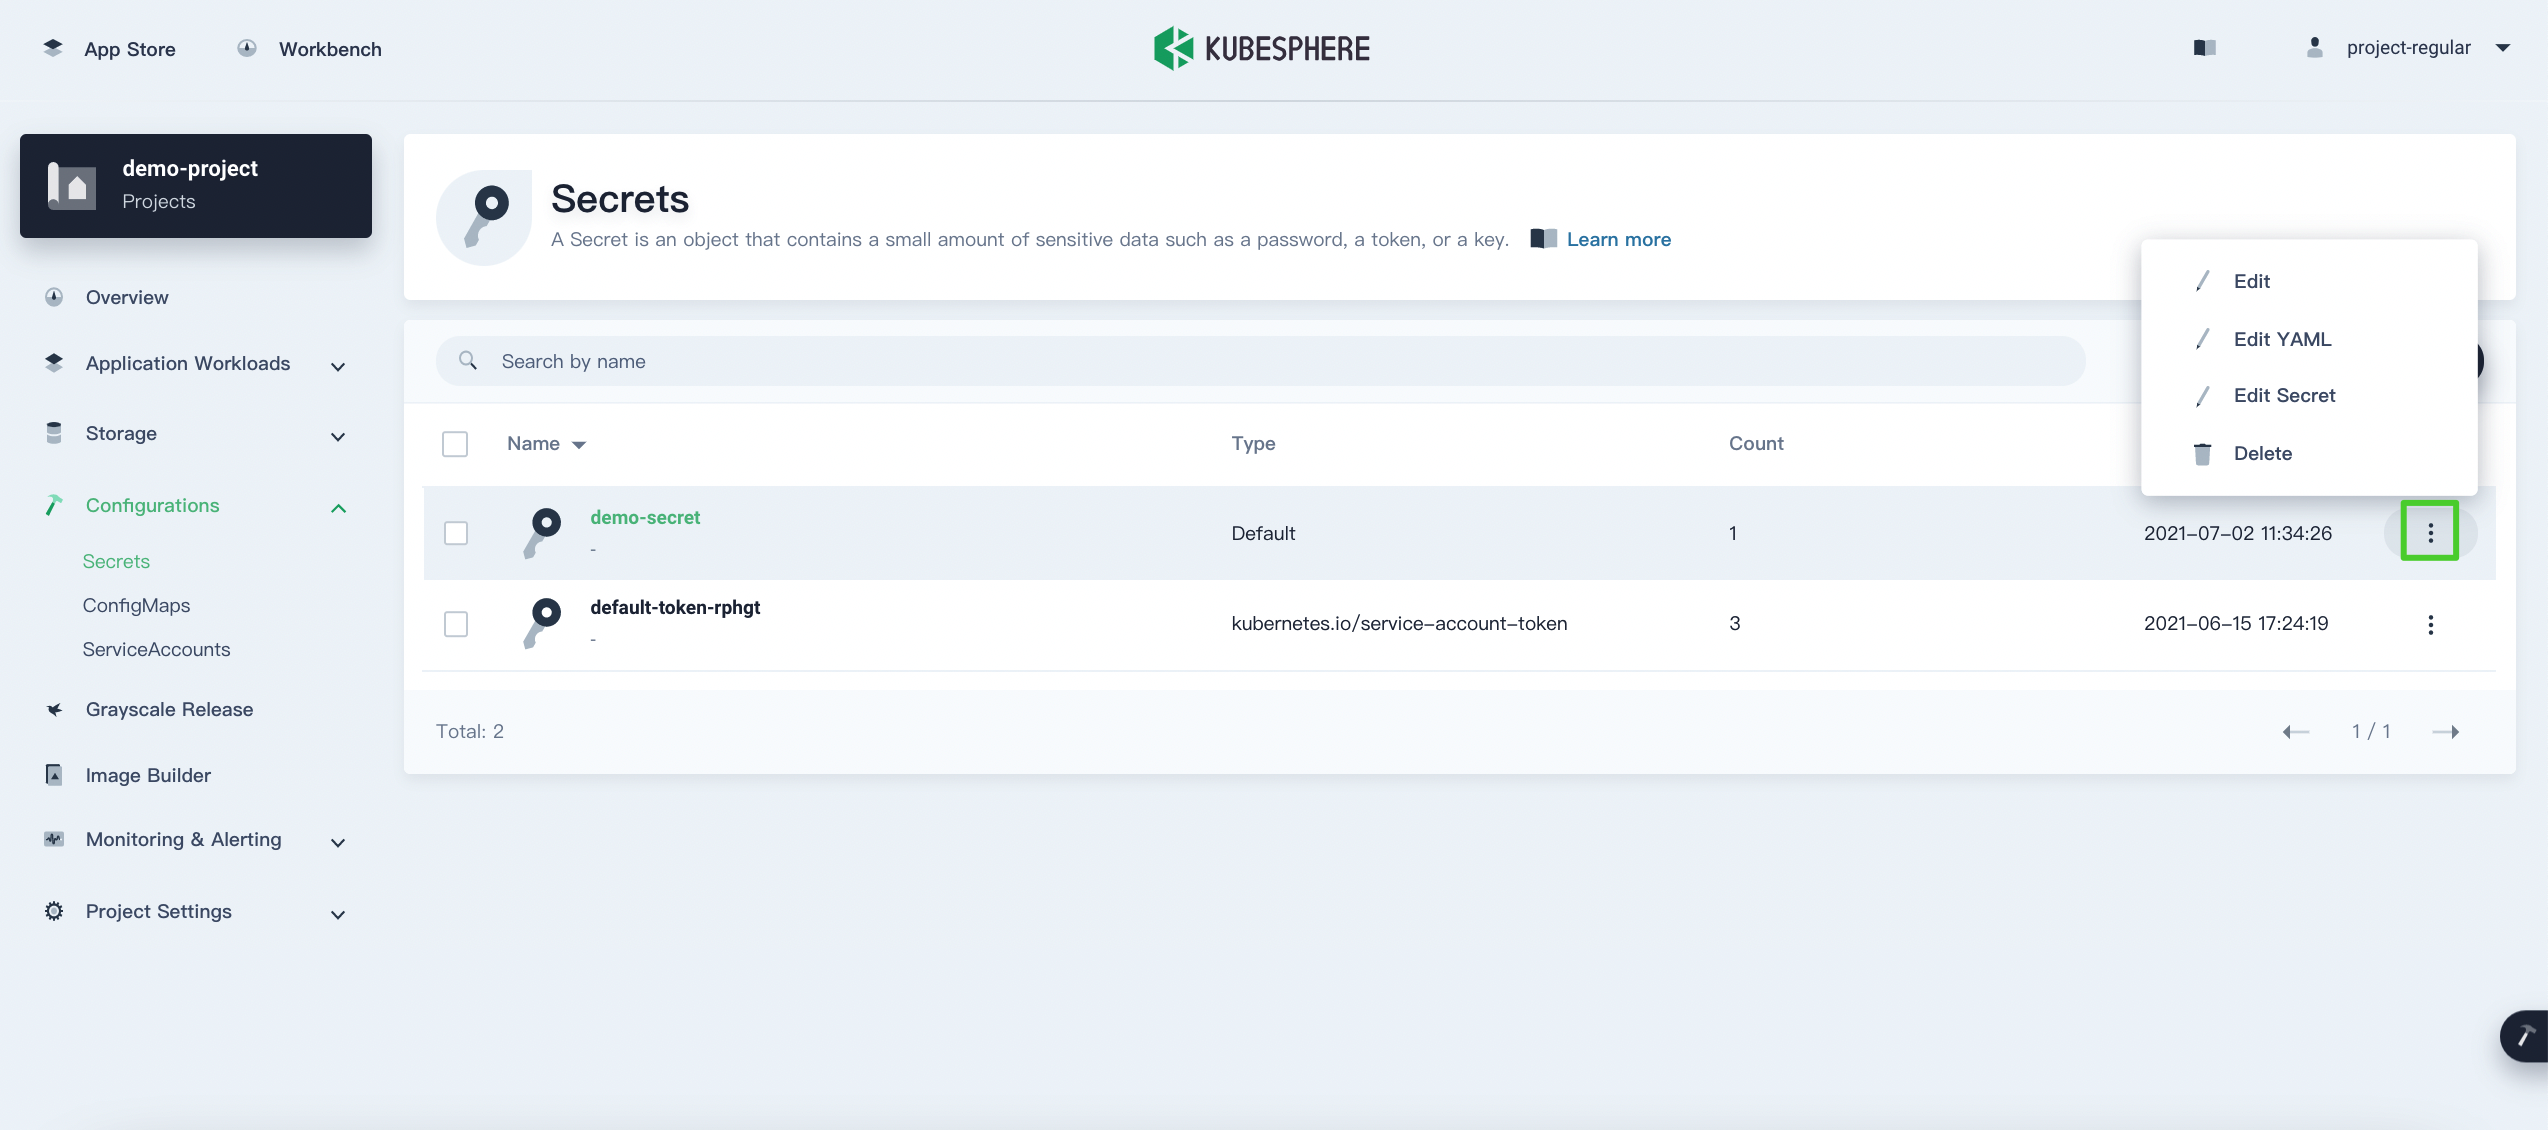 App Store
Workbench
KUBESPHERE
project-regular
demo-project
Projects
Overview
Application Workloads
Storage
Configurations
Secrets
ConfigMaps
ServiceAccounts
Grayscale Release
Image Builder
Monitoring & Alerting
Project Settings
Secrets
A Secret is an object that contains a small amount of sensitive data such as a password, a token, or a key. Learn more
Search by name
Edit
Edit YAML
Edit Secret
Delete
Name Type Count
demo-secret
-
Default 1 2021-07-02 11:34:26
default-token-rphgt
-
kubernetes.io/service-account-token 3 2021-06-15 17:24:19
Total: 2
1 / 1